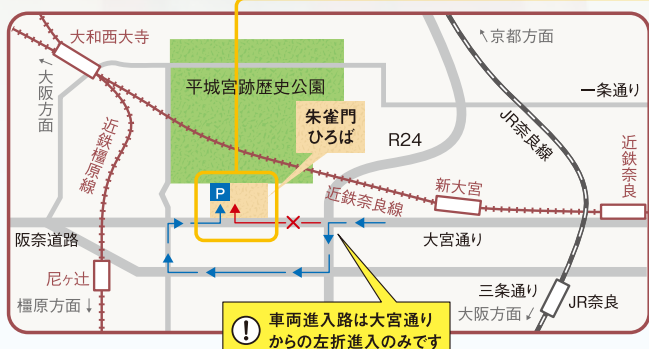 大和西大寺
大阪方面
近鉄橿原線
平城宮跡歴史公園
朱雀門
ひろば
R24
京都方面
一条通り
JR奈良線
近鉄奈良
新大宮
近鉄奈良線
P
阪奈道路
大宮通り
尼ヶ辻
橿原方面
三条通り
大阪方面
JR奈良
! 車両進入路は大宮通り
からの左折進入のみです